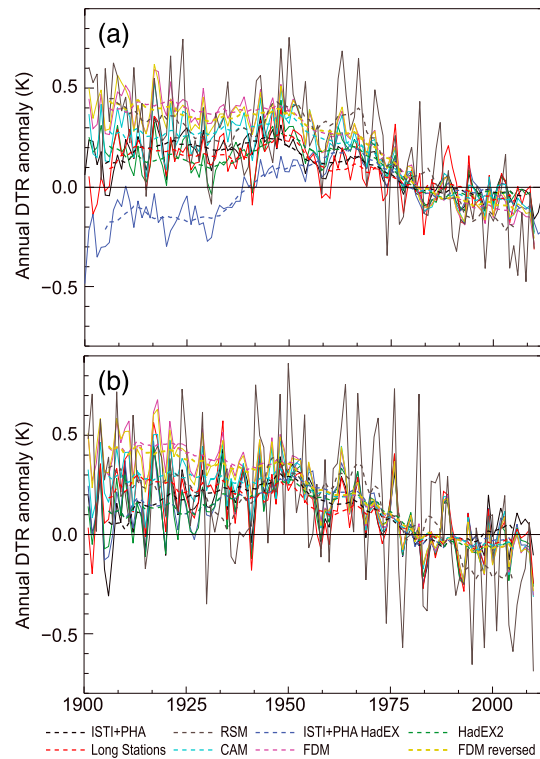 (a)
Annual DTR anomaly (K)
0.5
0.0
−0.5
(b)
Annual DTR anomaly (K)
0.5
0.0
−0.5
1900 1925 1950 1975 2000
ISTI+PHA RSM ISTI+PHA HadEX HadEX2
Long Stations CAM FDM FDM reversed